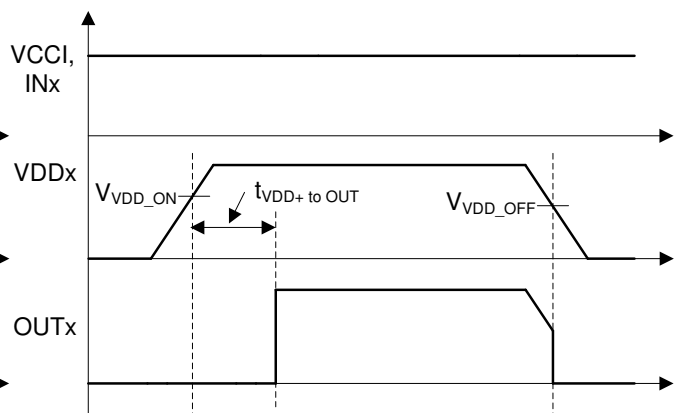 VCCI,
INx
VDDx
VVDD_ON
tVDD+ to OUT
VVDD_OFF
OUTx